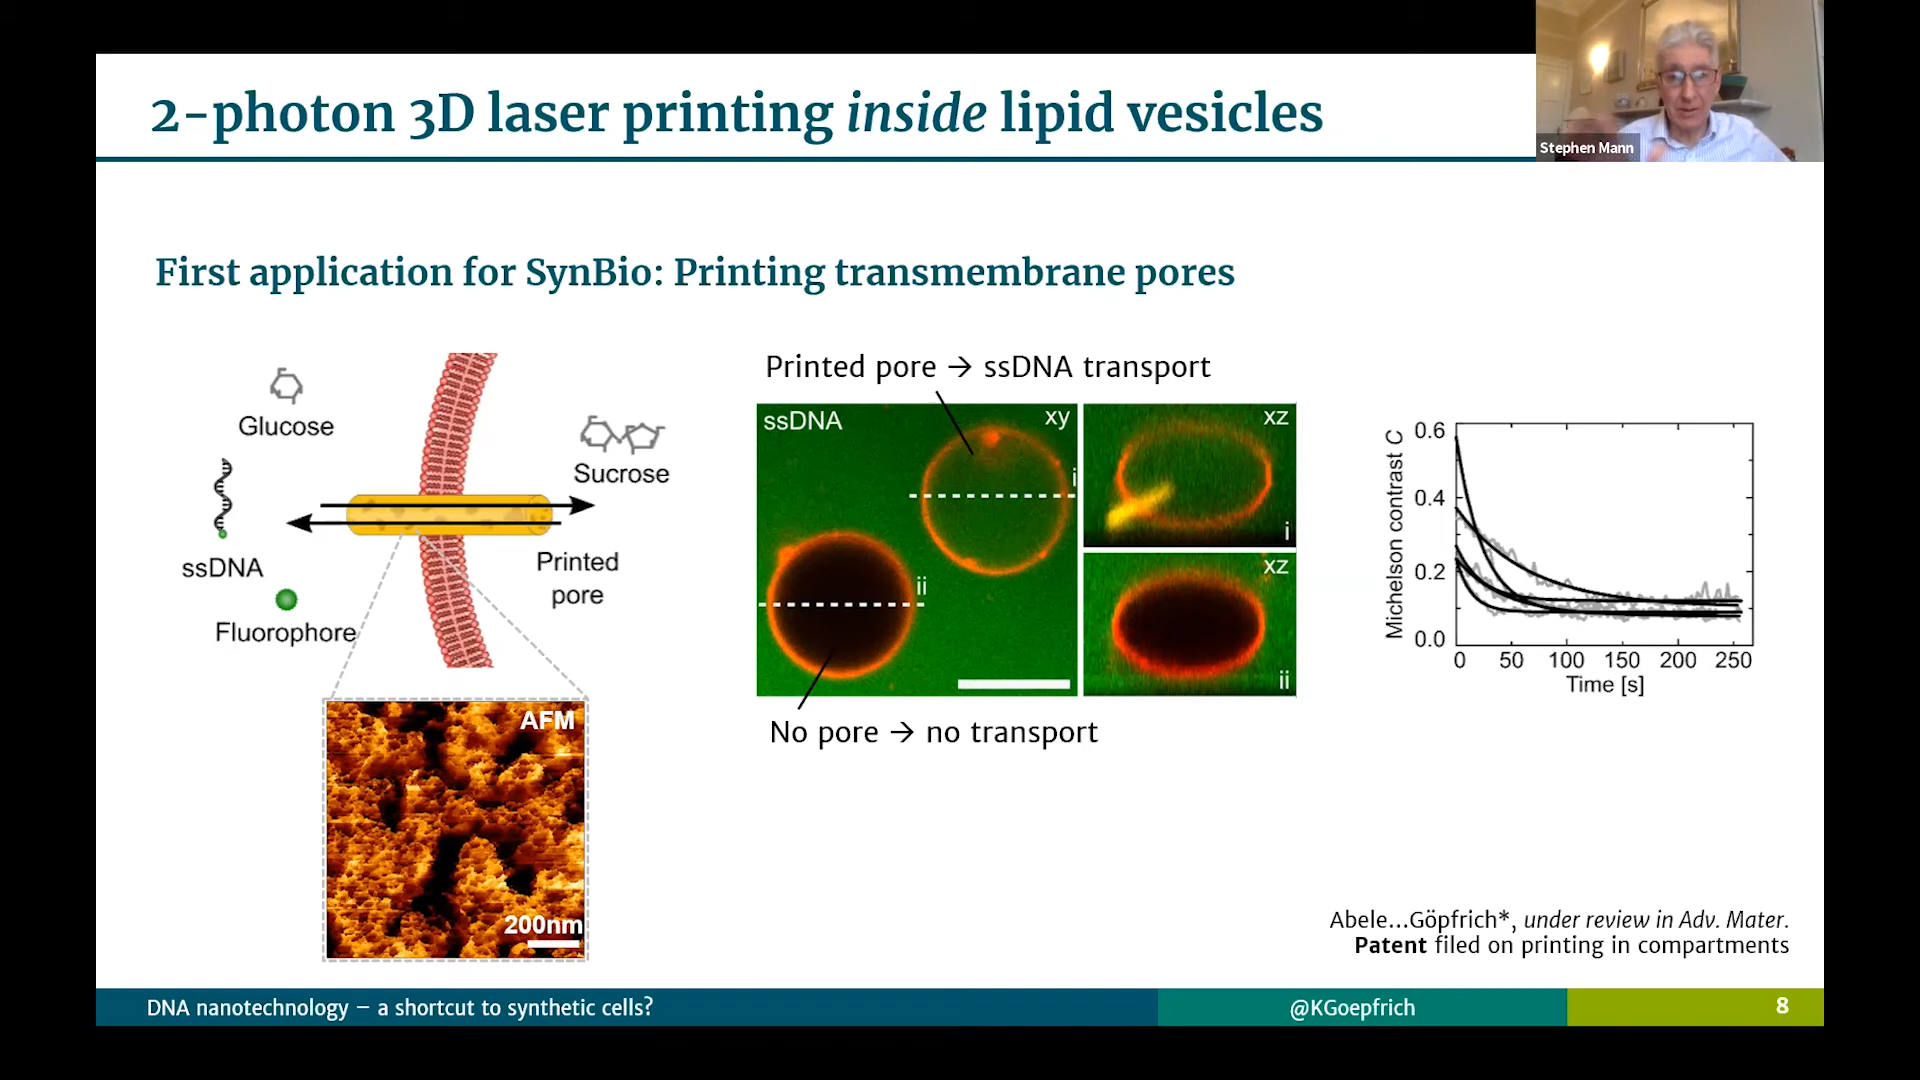 2-photon 3D laser printing inside lipid vesicles
Stephen Mann
First application for SynBio: Printing transmembrane pores
Glucose
ssDNA
Fluorophore
Sucrose
Printed
pore
AFM
200nm
Printed pore → ssDNA transport
ssDNA
xy
i
ii
xz
i
xz
ii
No pore → no transport
Michelson contrast C
0.6
0.4
0.2
0.0
0 50 100 150 200 250
Time [s]
Abele...Göpfrich*, under review in Adv. Mater.
Patent filed on printing in compartments
DNA nanotechnology – a shortcut to synthetic cells?
@KGoepfrich
8